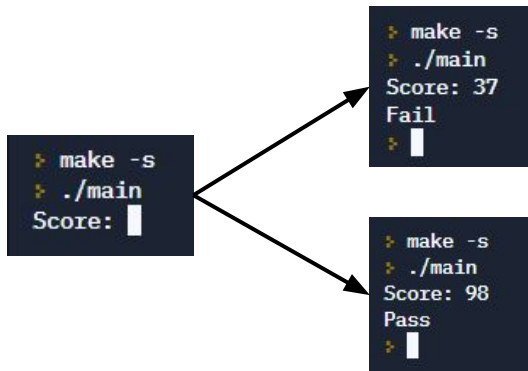 > make -s
> ./main
Score:
> make -s
> ./main
Score: 37
Fail
>
> make -s
> ./main
Score: 98
Pass
>